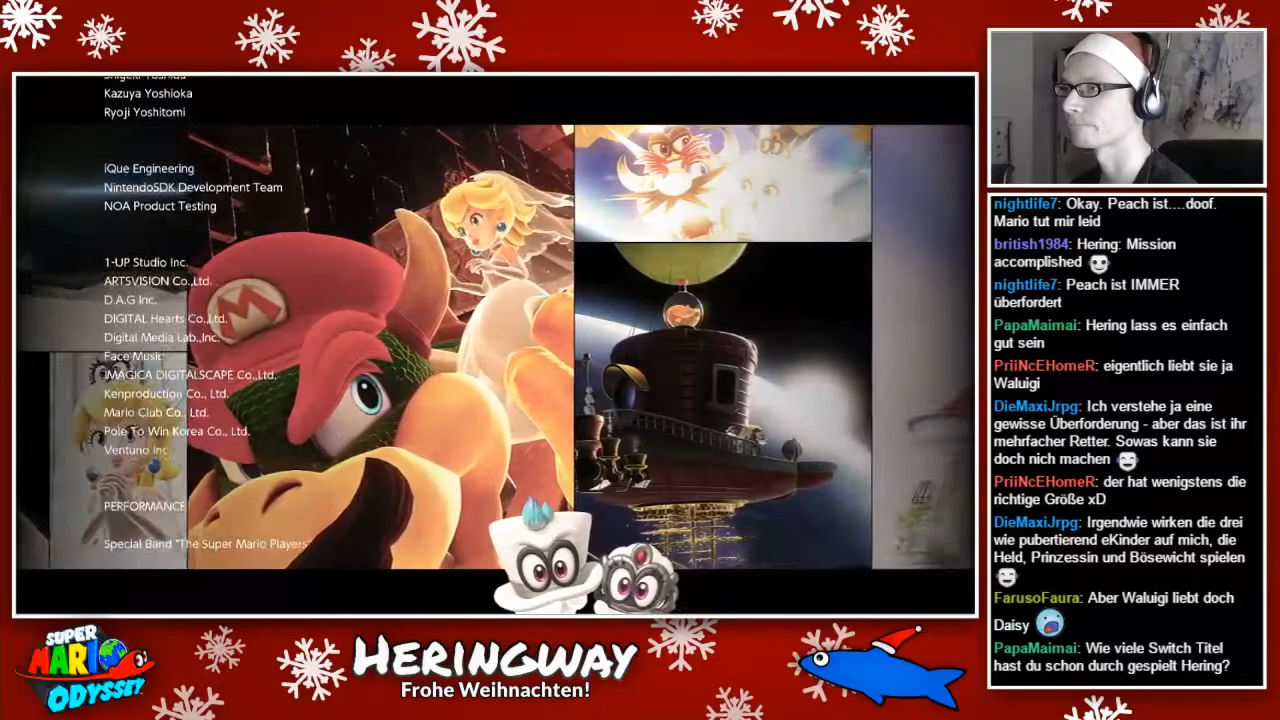 Shigeki Yoshida
Kazuya Yoshioka
Ryoji Yoshitomi
iQue Engineering
NintendoSDK Development Team
NOA Product Testing
1-UP Studio Inc.
ARTSVISION Co.,Ltd.
D.A.G Inc.
DIGITAL Hearts Co.,Ltd.
Digital Media Lab.,Inc.
Face Music
IMAGICA DIGITALSCAPE Co.,Ltd.
Kenproduction Co., Ltd.
Mario Club Co., Ltd.
Pole To Win Korea Co., Ltd.
Ventuno Inc.
PERFORMANCE
Special Band "The Super Mario Players"
M
nightlife7: Okay. Peach ist....doof.
Mario tut mir leid
british1984: Hering: Mission
accomplished
nightlife7: Peach ist IMMER
überfordert
PapaMaimai: Hering lass es einfach
gut sein
PriiNcEHomeR: eigentlich liebt sie ja
Waluigi
DieMaxiJrpg: Ich verstehe ja eine
gewisse Überforderung - aber das ist ihr
mehrfacher Retter. Sowas kann sie
doch nich machen
PriiNcEHomeR: der hat wenigstens die
richtige Größe xD
DieMaxiJrpg: Irgendwie wirken die drei
wie pubertierend eKinder auf mich, die
Held, Prinzessin und Bösewicht spielen
FarusoFaura: Aber Waluigi liebt doch
Daisy
PapaMaimai: Wie viele Switch Titel
hast du schon durch gespielt Hering?
SUPER
MARIO
ODYSSEY
HERINGWAY
Frohe Weihnachten!